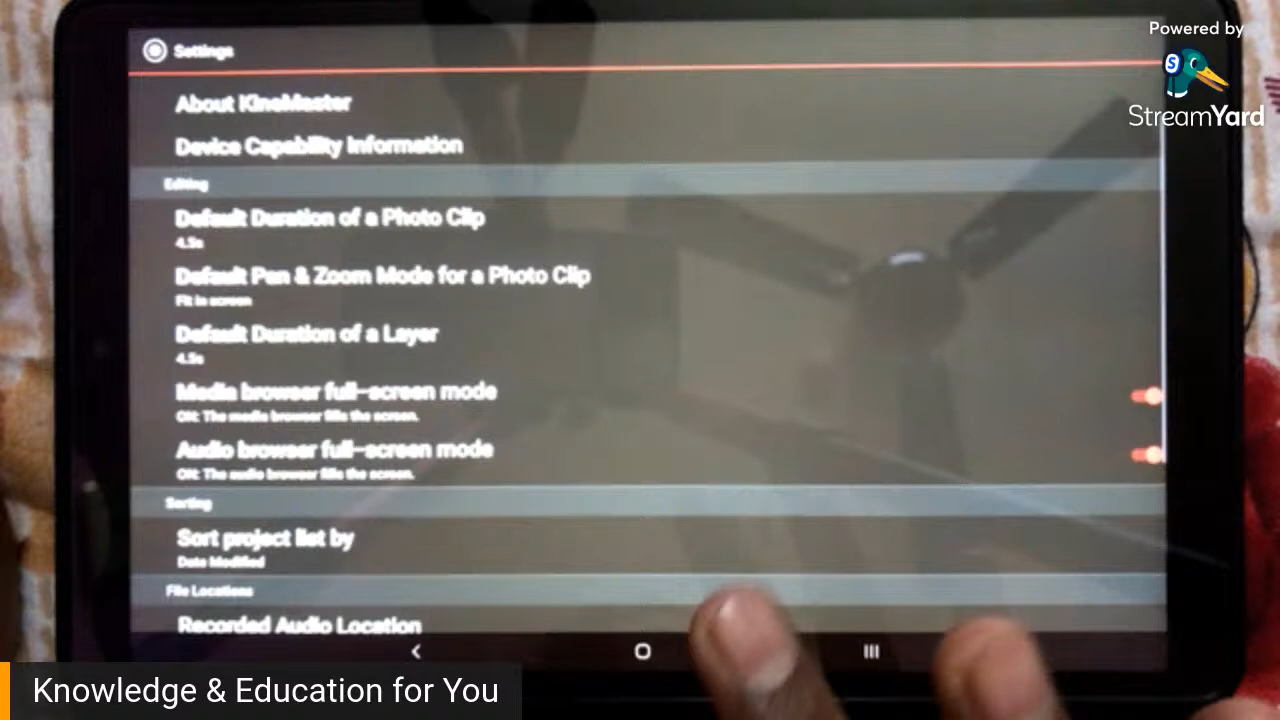 Powered by
StreamYard
Settings
About KineMaster
Device Capability Information
Editing
Default Duration of a Photo Clip
4.5s
Default Pan & Zoom Mode for a Photo Clip
Fit in screen
Default Duration of a Layer
4.5s
Media browser full-screen mode
ON: The media browser fills the screen.
Audio browser full-screen mode
ON: The audio browser fills the screen.
Sorting
Sort project list by
Date Modified
File Locations
Recorded Audio Location
Knowledge & Education for You